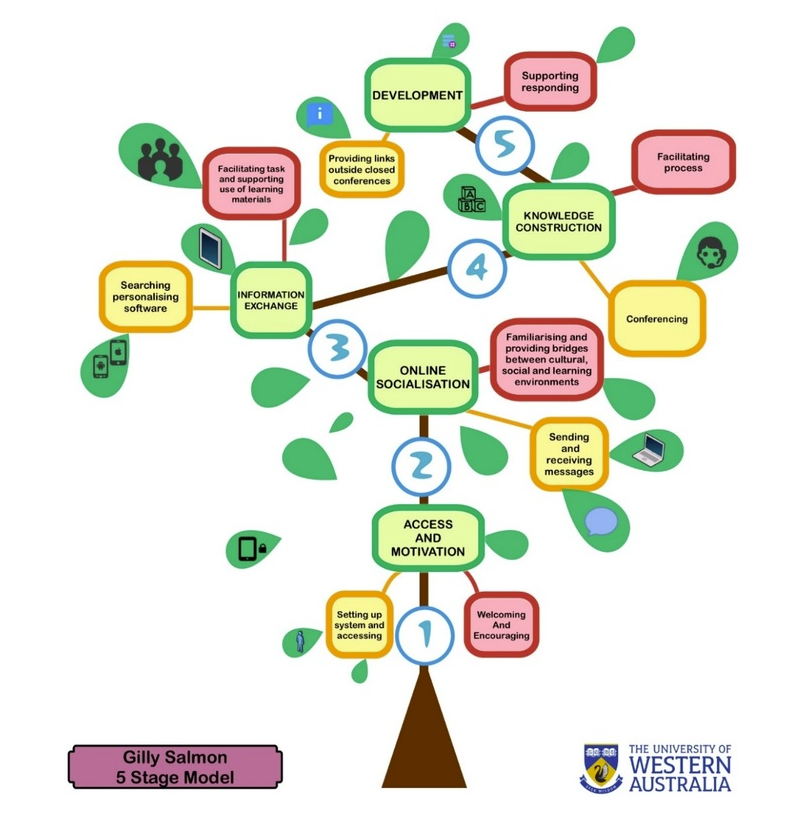 DEVELOPMENT
Supporting
responding
5
i
Providing links
outside closed
conferences
Facilitating task
and supporting
use of learning
materials
Facilitating
process
A
B C
KNOWLEDGE
CONSTRUCTION
4
Searching
personalising
software
INFORMATION
EXCHANGE
Conferencing
3
ONLINE
SOCIALISATION
Familiarising and
providing bridges
between cultural,
social and learning
environments
Sending
and
receiving
messages
2
ACCESS
AND
MOTIVATION
Setting up
system and
accessing
1
Welcoming
And
Encouraging
Gilly Salmon
5 Stage Model
THE UNIVERSITY OF
WESTERN
AUSTRALIA